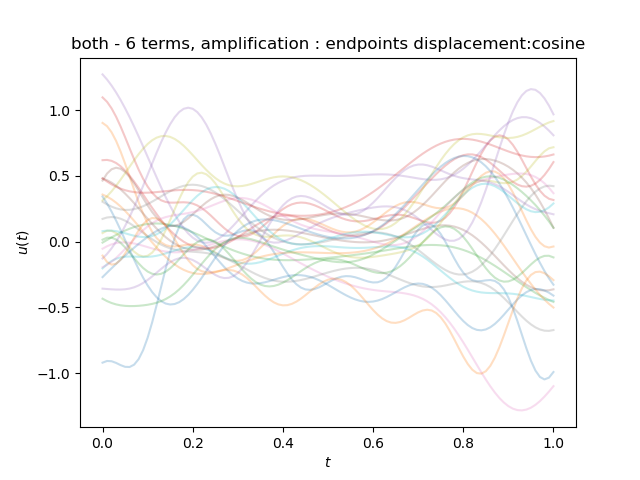 both - 6 terms, amplification : endpoints displacement:cosine
1.0
0.5
0.0
−0.5
−1.0
u(t)
0.0 0.2 0.4 0.6 0.8 1.0
t